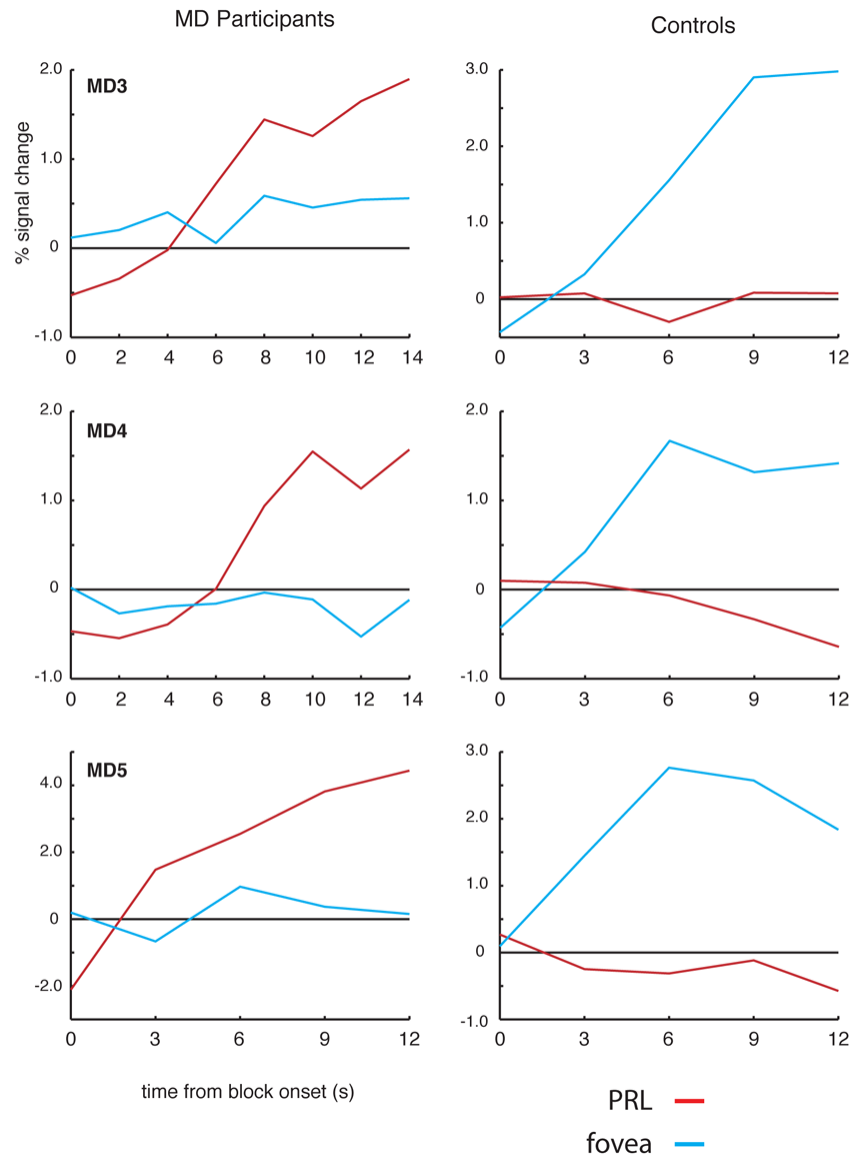 MD Participants
Controls
% signal change
MD3
2.0
1.0
0
-1.0
0 2 4 6 8 10 12 14
3.0
2.0
1.0
0
0 3 6 9 12
MD4
2.0
1.0
0
-1.0
0 2 4 6 8 10 12 14
2.0
1.0
0
-1.0
0 3 6 9 12
MD5
4.0
2.0
0
-2.0
0 3 6 9 12
3.0
2.0
1.0
0
-1.0
0 3 6 9 12
time from block onset (s)
PRL
fovea